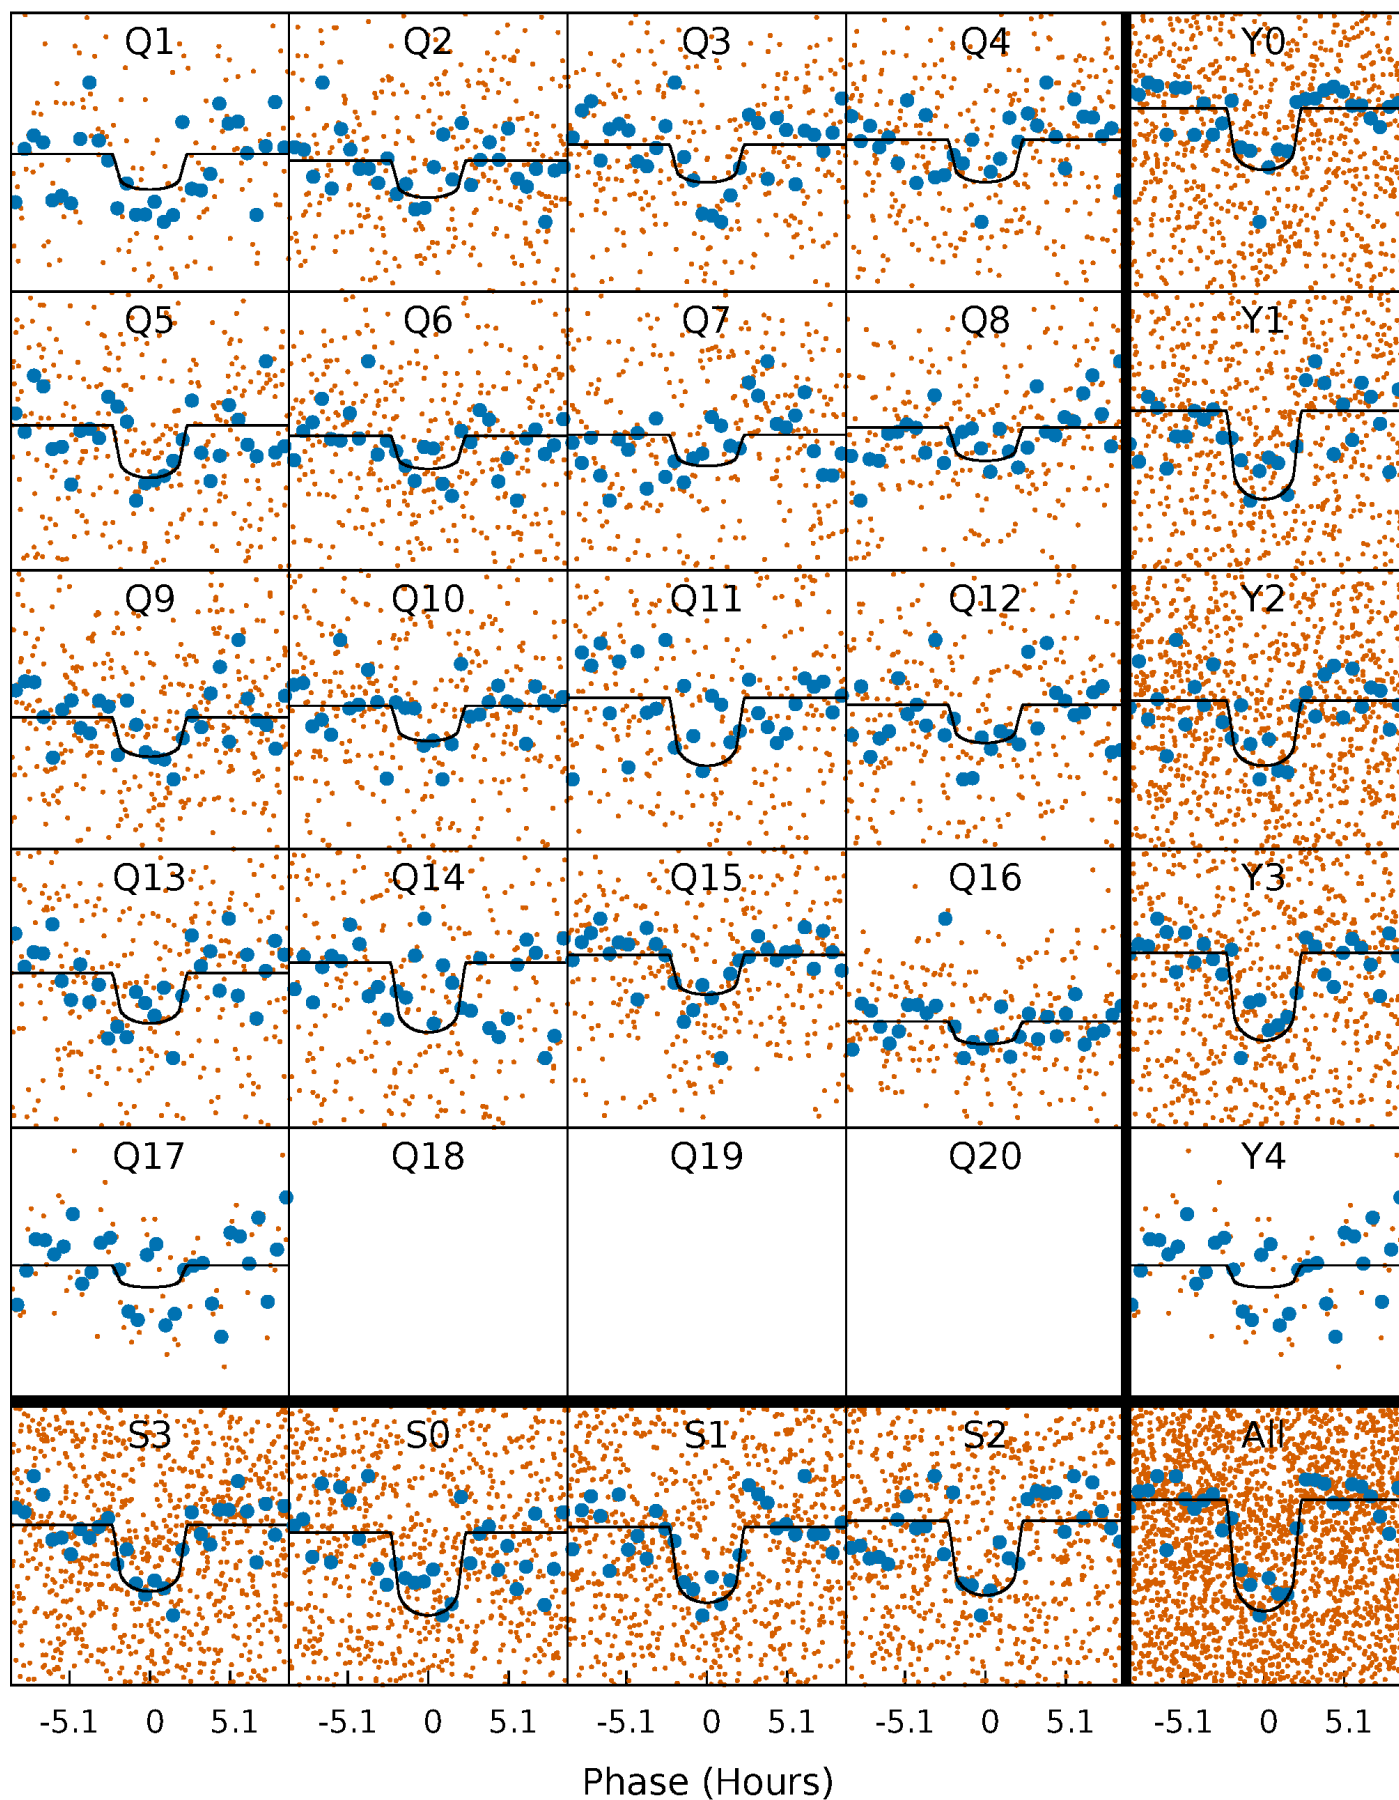 Q1 Q2 Q3 Q4 Y0
Q5 Q6 Q7 Q8 Y1
Q9 Q10 Q11 Q12 Y2
Q13 Q14 Q15 Q16 Y3
Q17 Q18 Q19 Q20 Y4
S3 S0 S1 S2 All
-5.1 0 5.1 -5.1 0 5.1 -5.1 0 5.1 -5.1 0 5.1 -5.1 0 5.1
Phase (Hours)